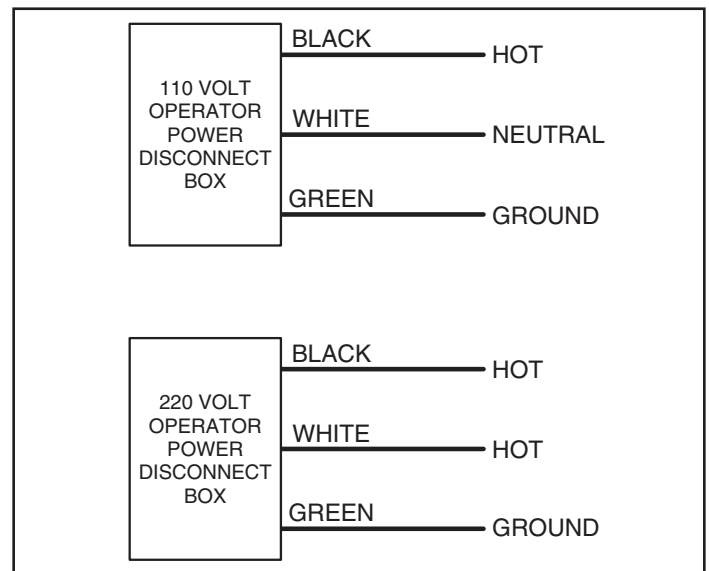 110 VOLT
OPERATOR
POWER
DISCONNECT
BOX
BLACK HOT
WHITE NEUTRAL
GREEN GROUND
220 VOLT
OPERATOR
POWER
DISCONNECT
BOX
BLACK HOT
WHITE HOT
GREEN GROUND